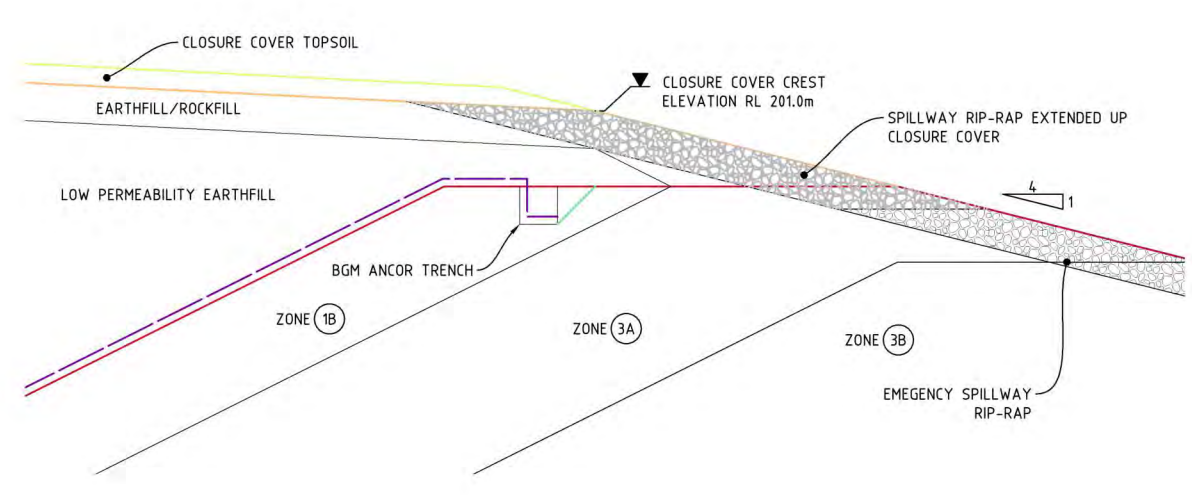 CLOSURE COVER TOPSOIL
CLOSURE COVER CREST
ELEVATION RL 201.0m
EARTHFILL/ROCKFILL
SPILLWAY RIP-RAP EXTENDED UP
CLOSURE COVER
LOW PERMEABILITY EARTHFILL
4
1
BGM ANCOR TRENCH
ZONE 1B
ZONE 3A
ZONE 3B
EMEGENCY SPILLWAY
RIP-RAP